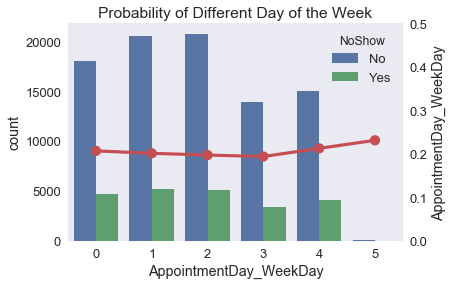 Probability of Different Day of the Week
20000
15000
10000
5000
0
count
0 1 2 3 4 5
AppointmentDay_WeekDay
NoShow
No
Yes
0.5
0.4
0.3
0.2
0.1
0.0
AppointmentDay_WeekDay